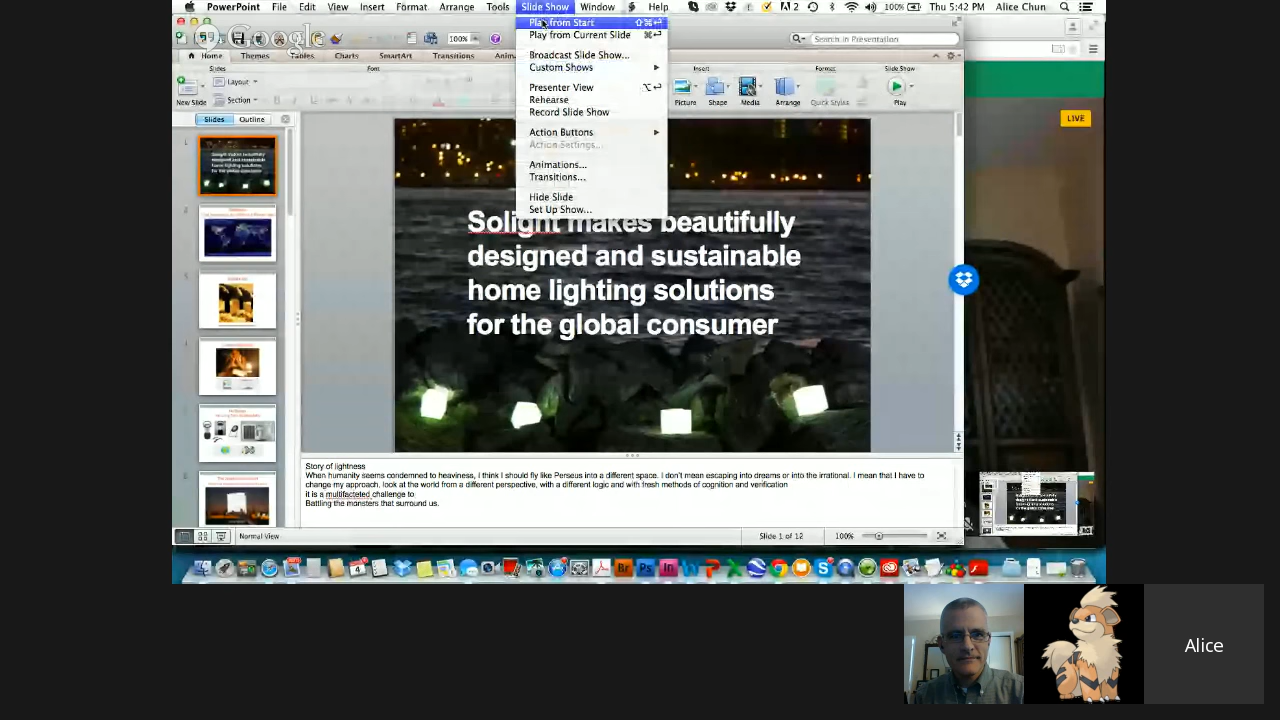 PowerPoint File Edit View Insert Format Arrange Tools Slide Show Window Help 2 100% Thu 5:42 PM Alice Chun
Play from Start ⇧⌘↩
Play from Current Slide ⌘↩
Broadcast Slide Show...
Custom Shows
Presenter View ⌥↩
Rehearse
Record Slide Show
Action Buttons
Action Settings...
Animations...
Transitions...
Hide Slide
Set Up Show...
100% Search in Presentation
Home Themes Tables Charts SmartArt Transitions
Slides Font Insert Format Slide Show
Layout
Section
New Slide Picture Shape Media Arrange Quick Styles Play
Slides Outline
LIVE
Solight makes beautifully
designed and sustainable
home lighting solutions
for the global consumer
Story of lightness
When humanity seems condemned to heaviness, I think I should fly like Perseus into a different space. I don't mean escaping into dreams or into the irrational. I mean that I have to
change my approach, look at the world from a different perspective, with a different logic and with fresh methods of cognition and verification
it is a multifacteted challenge to
Battling the monsters that surround us.
Normal View Slide 1 of 12 100%
Alice